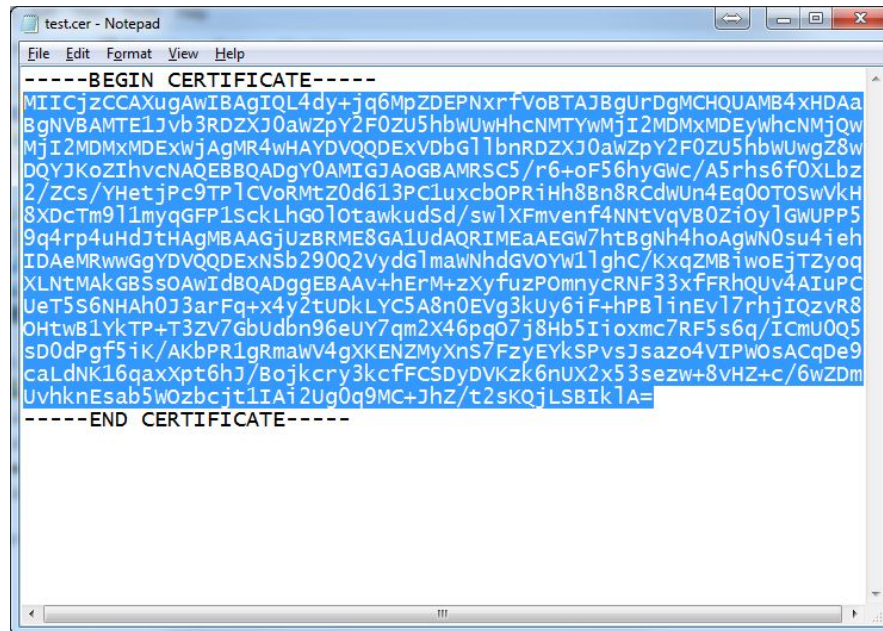 test.cer - Notepad
File Edit Format View Help
-----BEGIN CERTIFICATE-----
MIICjzCCAXugAwIBAgIQL4dy+jq6MpZDEPNxrfVoBTAJBgUrDgMCHQUAMB4xHDAa
BgNVBAMTE1Jvb3RDZXJ0aWZpY2F0ZU5hbWUwHhcNMTYwMjI2MDMxMDEyWhcNMjQw
MjI2MDMxMDExWjAgMR4wHAYDVQQDExVDbGllbnRDZXJ0aWZpY2F0ZU5hbWUwgZ8w
DQYJKoZIhvcNAQEBBQADgY0AMIGJAoGBAMRSC5/r6+oF56hyGWc/A5rhs6f0XLbz
2/ZCs/YHetjPc9TPlCVoRMtZ0d613PC1uxcbOPRiHh8Bn8RCdWUn4Eq0OTOSwVkH
8XDcTm9l1myqGFP1SckLhGOlOtawkudSd/swlXFmvenf4NNtVqVB0ZiOylGWUPP5
9q4rp4uHdJtHAgMBAAGjUzBRME8GA1UdAQRIMEaAEGW7htBgNh4hoAgWN0su4ieh
IDAeMRwwGgYDVQQDExNSb290Q2VydGlmaWNhdGVOYW1lghC/KxqZMBiwoEjTZyoq
XLNtMAkGBSsOAwIdBQADggEBAAv+hErM+zXyfuzPOmnycRNF33xfFRhQUv4AIuPC
UeT5S6NHAh0J3arFq+x4y2tUDkLYC5A8n0EVg3kUy6iF+hPBlinEvl7rhjIQzvR8
OHtwB1YkTP+T3ZV7GbUdbn96eUY7qm2X46pqO7j8Hb5Iioxmc7RF5s6q/ICmU0Q5
sD0dPgf5iK/AKbPR1gRmaWV4gXKENZMyXnS7FzyEYkSPvsJsazo4VIPWOsACqDe9
caLdNK16qaxXpt6hJ/Bojkcry3kcfFCSDyDVKzk6nUX2x53sezw+8vHZ+c/6wZDm
UvhknEsab5WOzbcjt1IAi2Ug0q9MC+JhZ/t2sKQjLSBIklA=
-----END CERTIFICATE-----